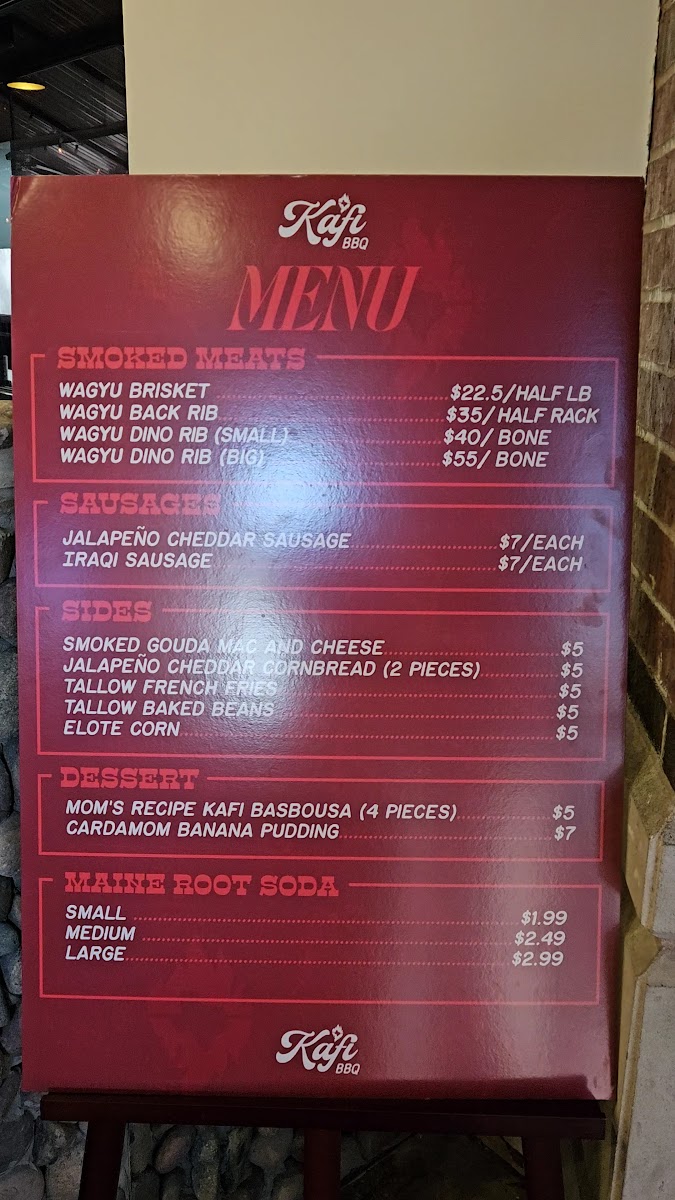 Kafi
BBQ
MENU
SMOKED MEATS
WAGYU BRISKET $22.5/HALF LB
WAGYU BACK RIB $35/ HALF RACK
WAGYU DINO RIB (SMALL) $40/ BONE
WAGYU DINO RIB (BIG) $55/ BONE
SAUSAGES
JALAPEÑO CHEDDAR SAUSAGE $7/EACH
IRAQI SAUSAGE $7/EACH
SIDES
SMOKED GOUDA MAC AND CHEESE $5
JALAPEÑO CHEDDAR CORNBREAD (2 PIECES) $5
TALLOW FRENCH FRIES $5
TALLOW BAKED BEANS $5
ELOTE CORN $5
DESSERT
MOM'S RECIPE KAFI BASBOUSA (4 PIECES) $5
CARDAMOM BANANA PUDDING $7
MAINE ROOT SODA
SMALL $1.99
MEDIUM $2.49
LARGE $2.99
Kafi
BBQ